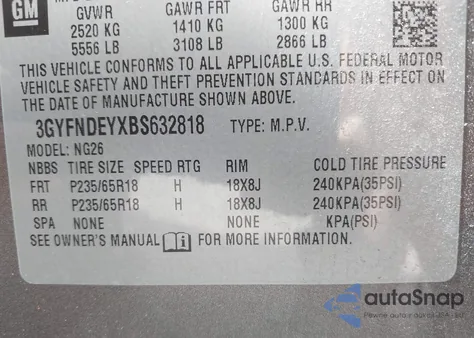 GM
GVWR GAWR FRT GAWR RR
2520 KG 1410 KG 1300 KG
5556 LB 3108 LB 2866 LB
THIS VEHICLE CONFORMS TO ALL APPLICABLE U.S. FEDERAL MOTOR
VEHICLE SAFETY AND THEFT PREVENTION STANDARDS IN EFFECT ON
THE DATE OF MANUFACTURE SHOWN ABOVE.
3GYFNDEYXBS632818 TYPE: M.P.V.
MODEL: NG26
NBBS TIRE SIZE SPEED RTG RIM COLD TIRE PRESSURE
FRT P235/65R18 H 18X8J 240KPA(35PSI)
RR P235/65R18 H 18X8J 240KPA(35PSI)
SPA NONE NONE KPA(PSI)
SEE OWNER'S MANUAL i FOR MORE INFORMATION.
autoSnap